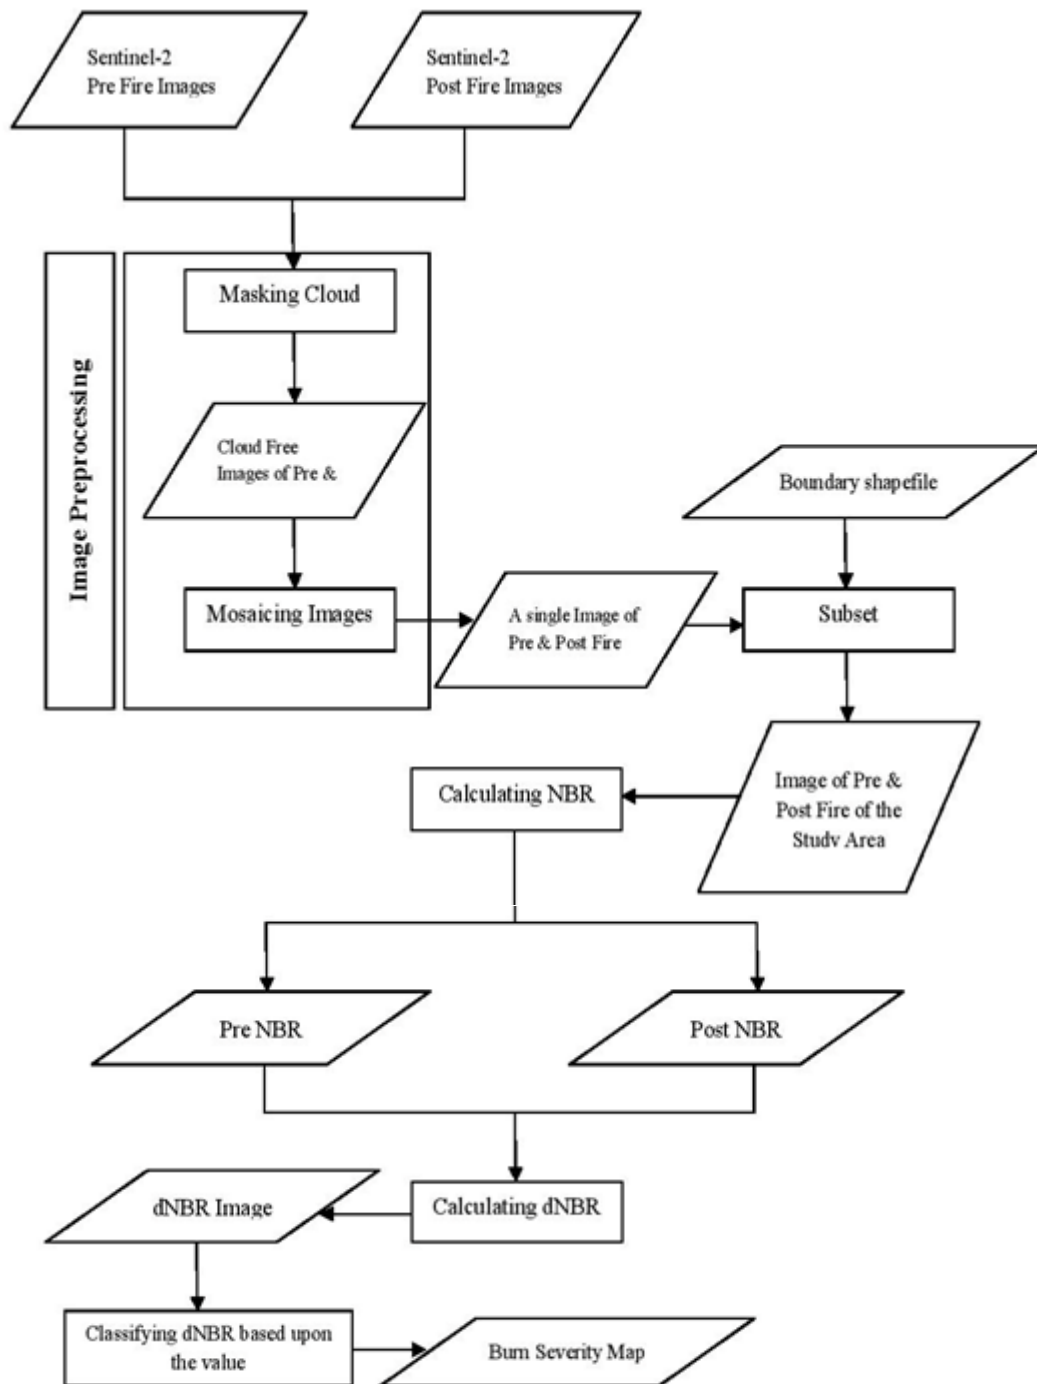 Sentinel-2
Pre Fire Images
Sentinel-2
Post Fire Images
Image Preprocessing
Masking Cloud
Cloud Free
Images of Pre &
Mosaicing Images
A single Image of
Pre & Post Fire
Boundary shapefile
Subset
Image of Pre &
Post Fire of the
Study Area
Calculating NBR
Pre NBR
Post NBR
Calculating dNBR
dNBR Image
Classifying dNBR based upon
the value
Burn Severity Map